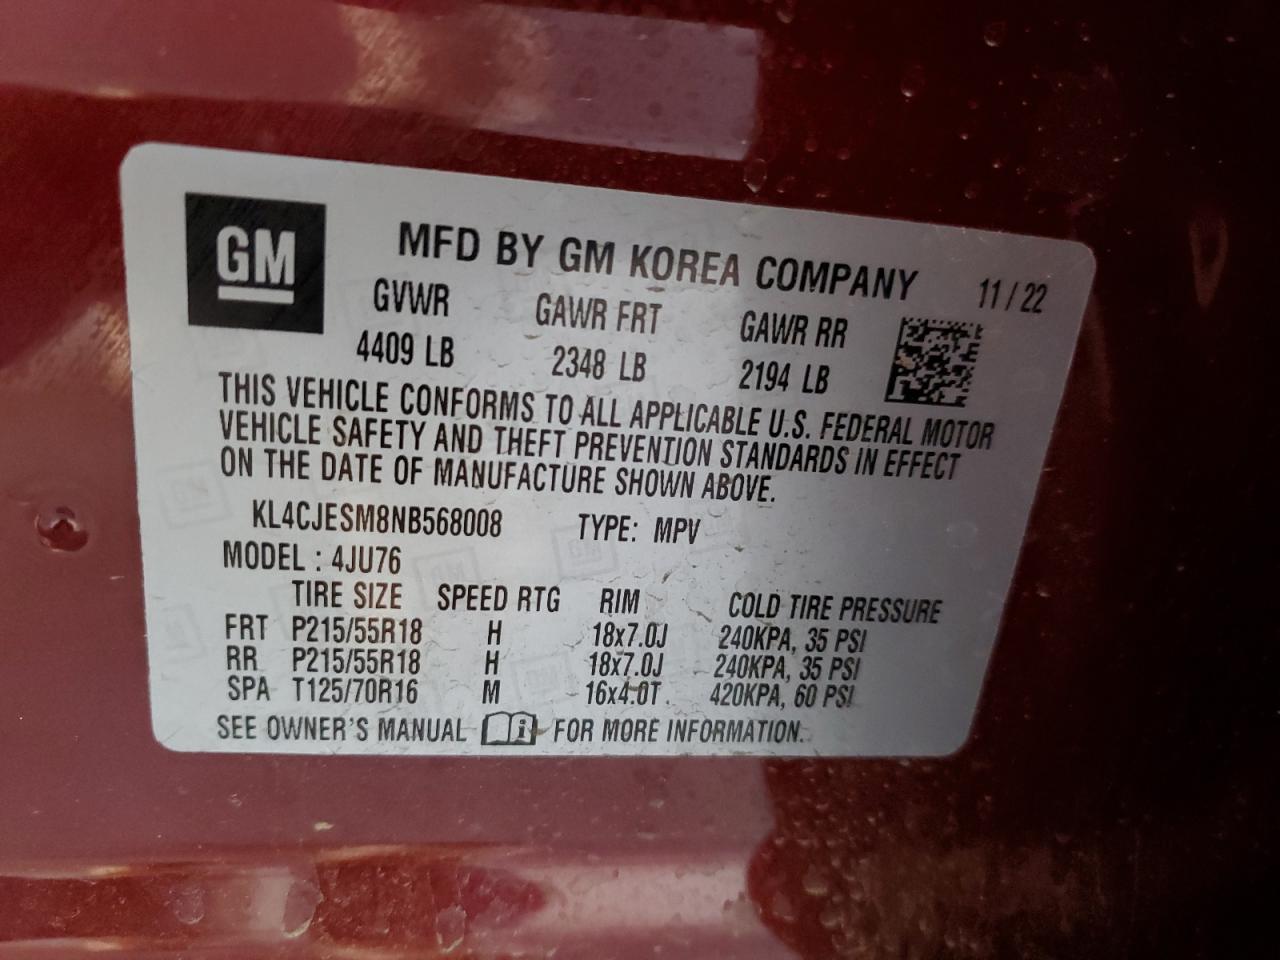 GM
MFD BY GM KOREA COMPANY 11/22
GVWR GAWR FRT GAWR RR
4409 LB 2348 LB 2194 LB
THIS VEHICLE CONFORMS TO ALL APPLICABLE U.S. FEDERAL MOTOR
VEHICLE SAFETY AND THEFT PREVENTION STANDARDS IN EFFECT
ON THE DATE OF MANUFACTURE SHOWN ABOVE.
KL4CJESM8NB568008 TYPE: MPV
MODEL : 4JU76
TIRE SIZE SPEED RTG RIM COLD TIRE PRESSURE
FRT P215/55R18 H 18x7.0J 240KPA, 35 PSI
RR P215/55R18 H 18x7.0J 240KPA, 35 PSI
SPA T125/70R16 M 16x4.0T 420KPA, 60 PSI
SEE OWNER'S MANUAL i FOR MORE INFORMATION.